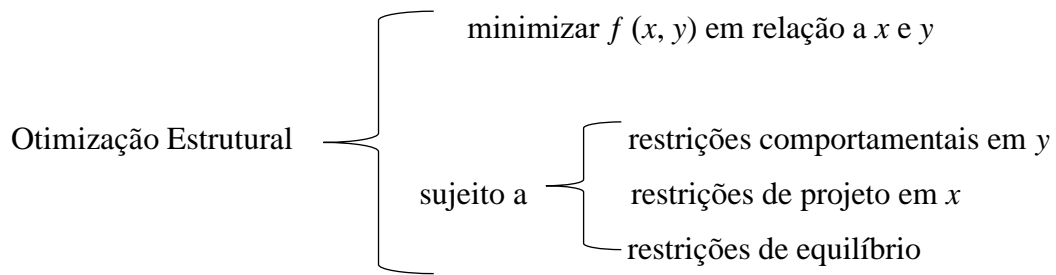 minimizar f (x, y) em relação a x e y
Otimização Estrutural
sujeito a
restrições comportamentais em y
restrições de projeto em x
restrições de equilíbrio